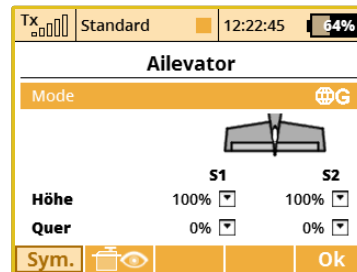 Tx Standard 12:22:45 64%
Ailevator
Mode G
S1 S2
Höhe 100% 100%
Quer 0% 0%
Sym. Ok